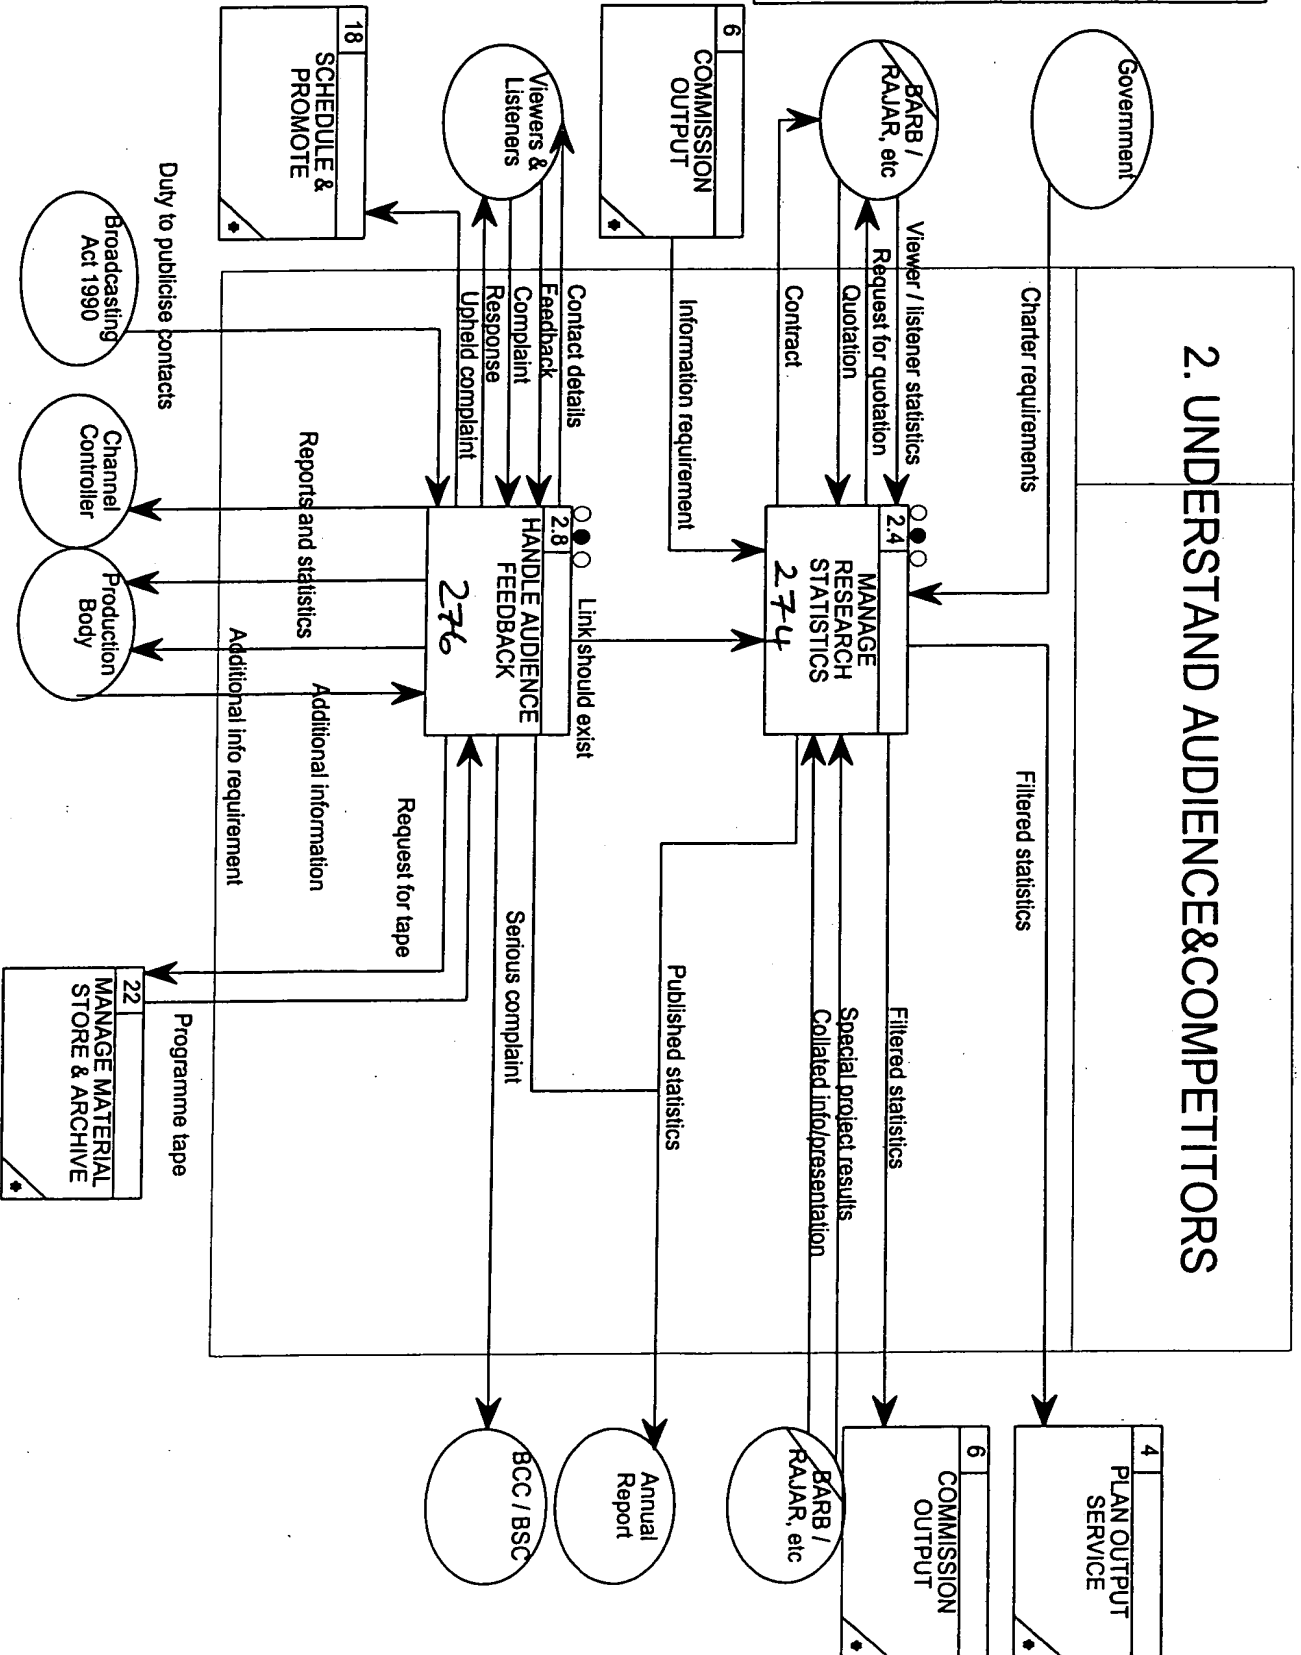 2. UNDERSTAND AUDIENCE&COMPETITORS
Government
Charter requirements
Filtered statistics
4
PLAN OUTPUT
SERVICE
*
BARB /
RAJAR, etc
Viewer / listener statistics
Request for quotation
Quotation
Contract
2.4
MANAGE
RESEARCH
STATISTICS
274
Filtered statistics
Special project results
Collated info/presentation
6
COMMISSION
OUTPUT
*
BARB /
RAJAR, etc
6
COMMISSION
OUTPUT
*
Information requirement
Link should exist
Published statistics
Annual
Report
Viewers &
Listeners
Contact details
Feedback
Complaint
Response
Upheld complaint
2.8
HANDLE AUDIENCE
FEEDBACK
276
Serious complaint
BCC / BSC
18
SCHEDULE &
PROMOTE
*
Request for tape
Reports and statistics
Additional information
Additional info requirement
Duty to publicise contacts
Programme tape
Broadcasting
Act 1990
Channel
Controller
Production
Body
22
MANAGE MATERIAL
STORE & ARCHIVE
*